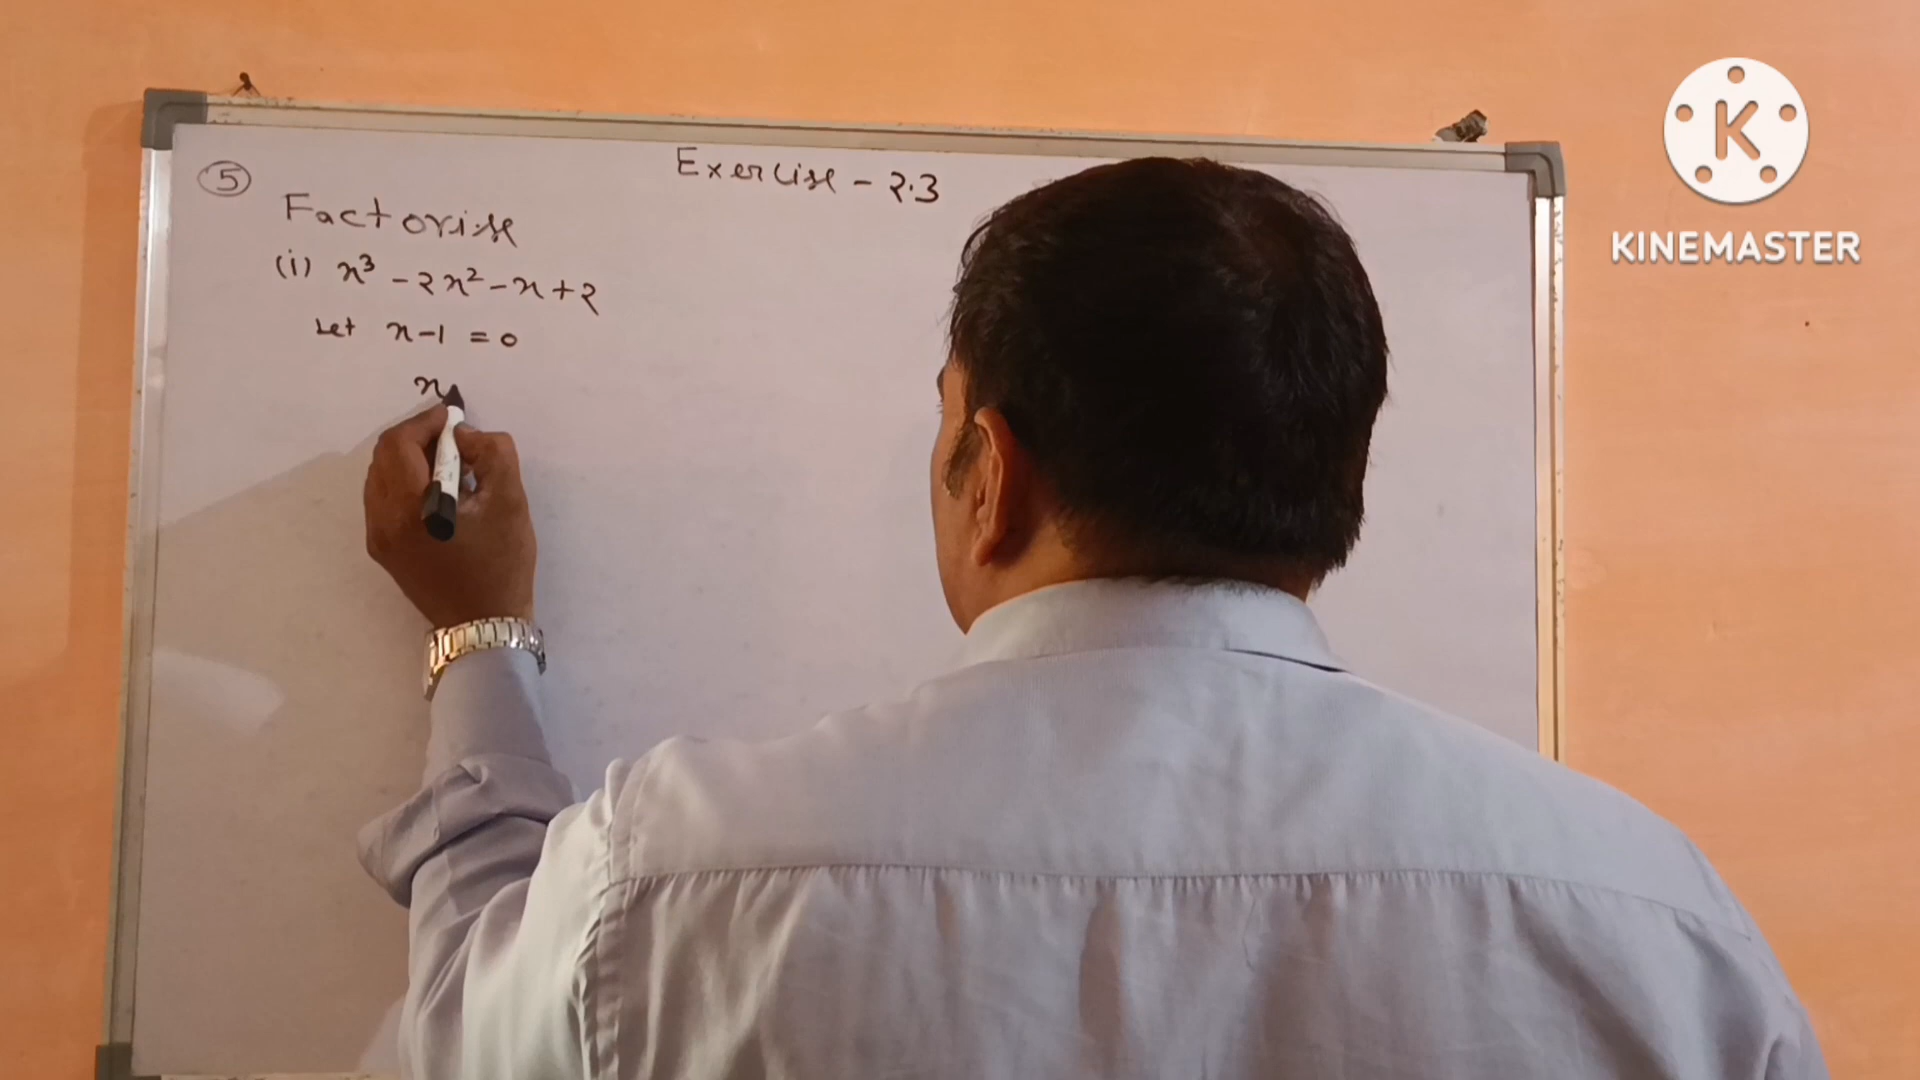 Exercise - 2.3
5
Factorise
(i) x³ - 2x² - x + 2
Let x - 1 = 0
x
K
KINEMASTER